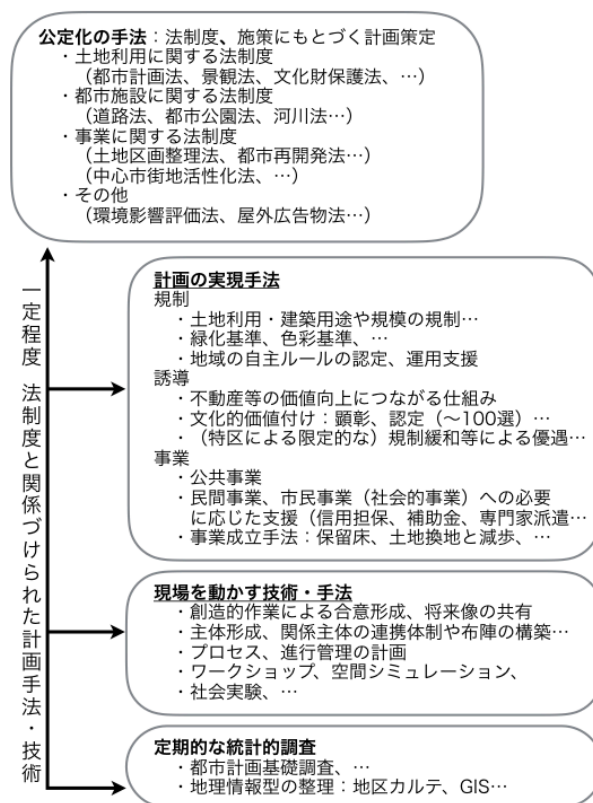 公定化の手法：法制度、施策にもとづく計画策定
・土地利用に関する法制度
（都市計画法、景観法、文化財保護法、…）
・都市施設に関する法制度
（道路法、都市公園法、河川法…）
・事業に関する法制度
（土地区画整理法、都市再開発法…）
（中心市街地活性化法、…）
・その他
（環境影響評価法、屋外広告物法…）
一定程度 法制度と関係づけられた計画手法・技術
計画の実現手法
規制
・土地利用・建築用途や規模の規制…
・緑化基準、色彩基準、…
・地域の自主ルールの認定、運用支援
誘導
・不動産等の価値向上につながる仕組み
・文化的価値付け：顕彰、認定（〜100選）…
・（特区による限定的な）規制緩和等による優遇…
事業
・公共事業
・民間事業、市民事業（社会的事業）への必要
に応じた支援（信用担保、補助金、専門家派遣…
・事業成立手法：保留床、土地換地と減歩、…
現場を動かす技術・手法
・創造的作業による合意形成、将来像の共有
・主体形成、関係主体の連携体制や布陣の構築…
・プロセス、進行管理の計画
・ワークショップ、空間シミュレーション、
・社会実験、…
定期的な統計的調査
・都市計画基礎調査、…
・地理情報型の整理：地区カルテ、GIS…